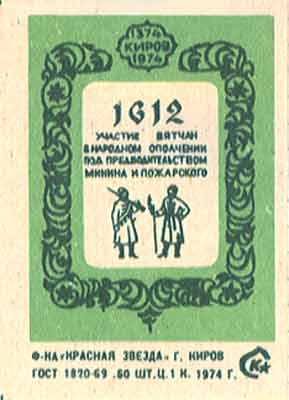 1374
КИРОВ
1974
1612
УЧАСТИЕ ВЯТЧАН
В НАРОДНОМ ОПОЛЧЕНИИ
ПОД ПРЕДВОДИТЕЛЬСТВОМ
МИНИНА И ПОЖАРСКОГО
Ф-КА "КРАСНАЯ ЗВЕЗДА" Г. КИРОВ
ГОСТ 1820-69 .60 ШТ.Ц.1 К. 1974 Г.